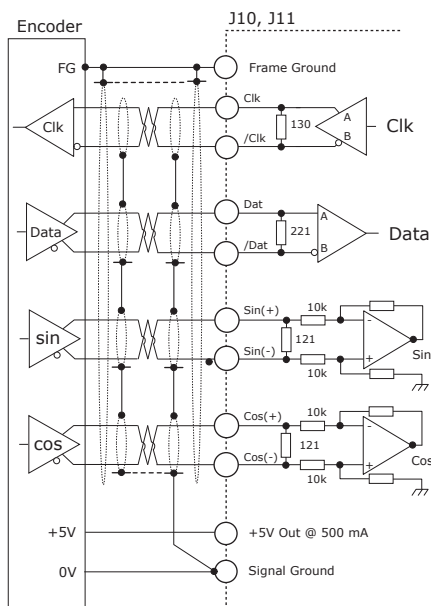 J10, J11
Encoder
FG
Frame Ground
Clk
Clk
/Clk
130
A
B
Clk
Data
Dat
/Dat
221
A
B
Data
sin
Sin(+)
Sin(-)
121
10k
10k
-
+
Sin
cos
Cos(+)
Cos(-)
121
10k
10k
-
+
Cos
+5V
+5V Out @ 500 mA
0V
Signal Ground